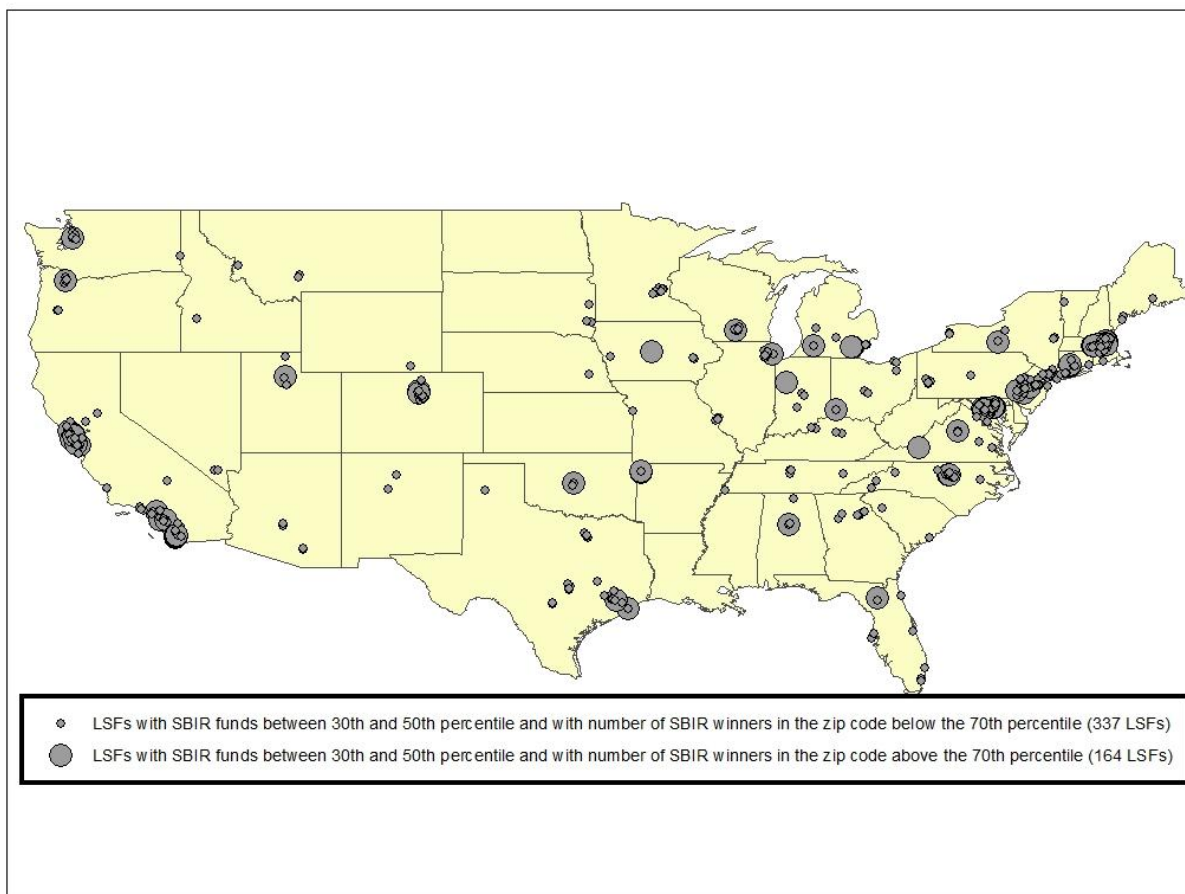 LSFs with SBIR funds between 30th and 50th percentile and with number of SBIR winners in the zip code below the 70th percentile (337 LSFs)
LSFs with SBIR funds between 30th and 50th percentile and with number of SBIR winners in the zip code above the 70th percentile (164 LSFs)